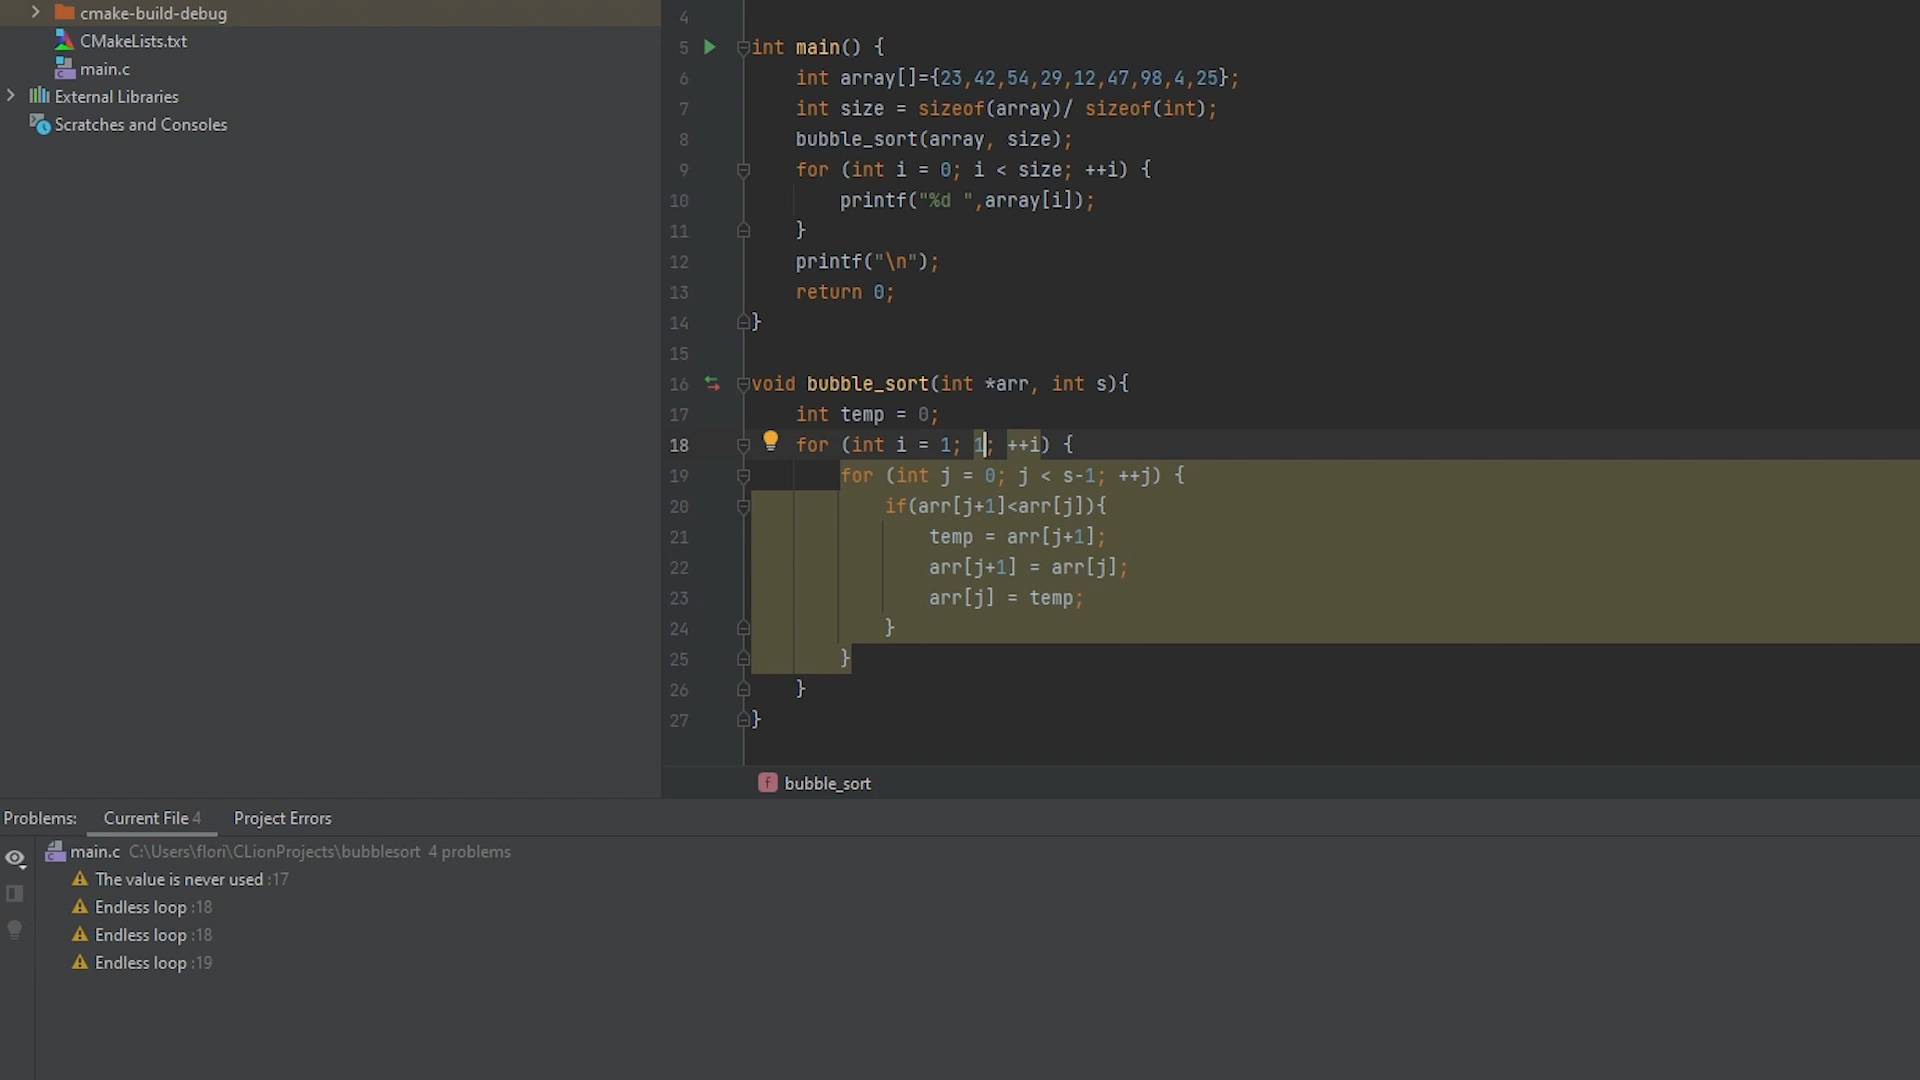 cmake-build-debug
CMakeLists.txt
main.c
External Libraries
Scratches and Consoles
4
5 int main() {
6 int array[]={23,42,54,29,12,47,98,4,25};
7 int size = sizeof(array)/ sizeof(int);
8 bubble_sort(array, size);
9 for (int i = 0; i < size; ++i) {
10 printf("%d ",array[i]);
11 }
12 printf("\n");
13 return 0;
14 }
15
16 void bubble_sort(int *arr, int s){
17 int temp = 0;
18 for (int i = 1; 1; ++i) {
19 for (int j = 0; j < s-1; ++j) {
20 if(arr[j+1]<arr[j]){
21 temp = arr[j+1];
22 arr[j+1] = arr[j];
23 arr[j] = temp;
24 }
25 }
26 }
27 }
f bubble_sort
Problems: Current File 4 Project Errors
main.c C:\Users\flori\CLionProjects\bubblesort 4 problems
The value is never used :17
Endless loop :18
Endless loop :18
Endless loop :19